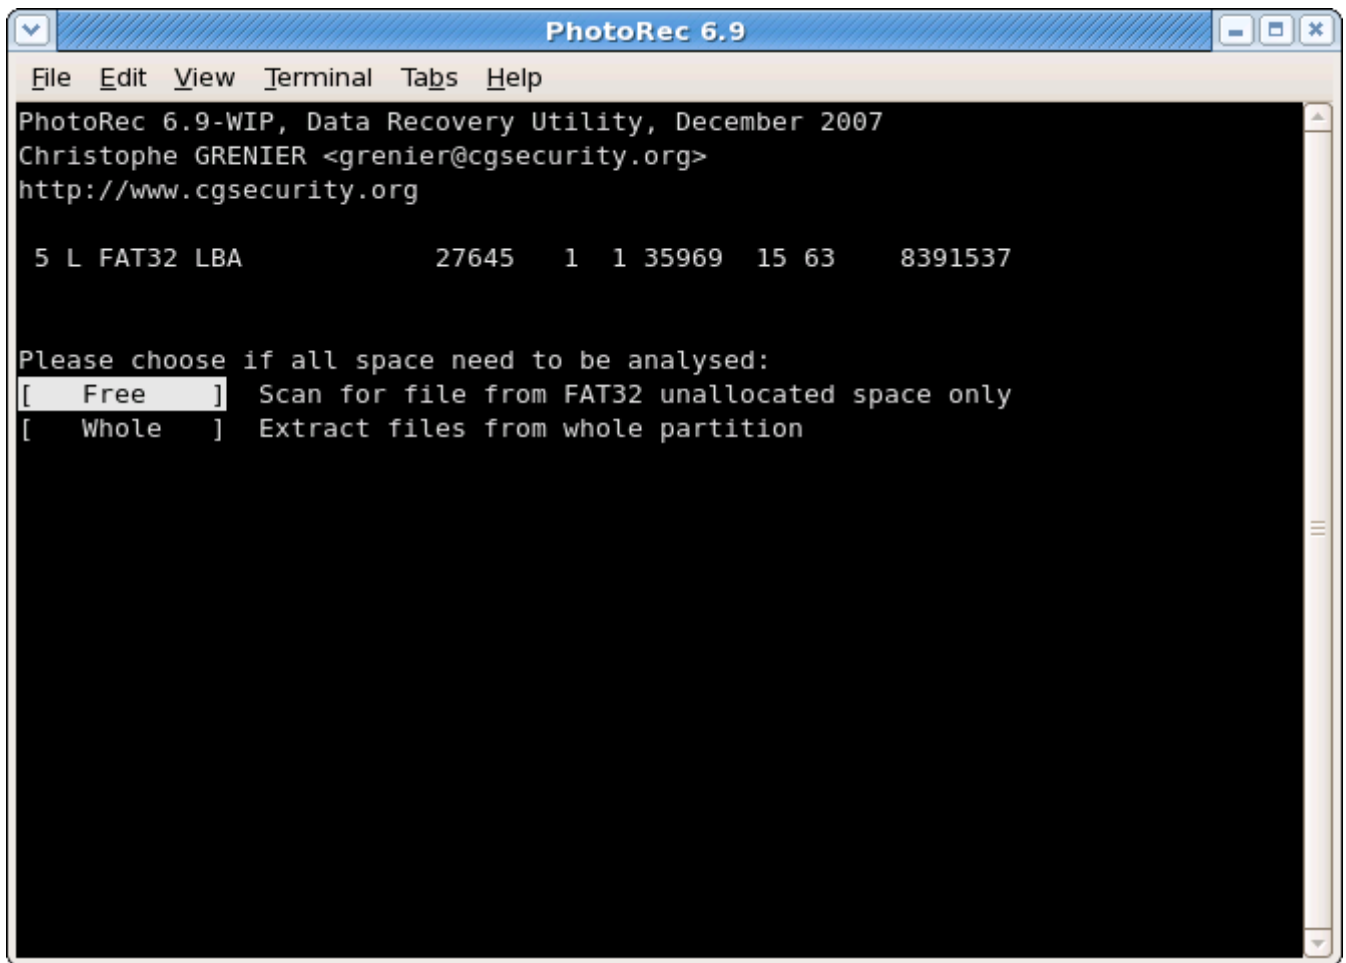 PhotoRec 6.9
File Edit View Terminal Tabs Help
PhotoRec 6.9-WIP, Data Recovery Utility, December 2007
Christophe GRENIER <grenier@cgsecurity.org>
http://www.cgsecurity.org
5 L FAT32 LBA 27645 1 1 35969 15 63 8391537
Please choose if all space need to be analysed:
[ Free ] Scan for file from FAT32 unallocated space only
[ Whole ] Extract files from whole partition